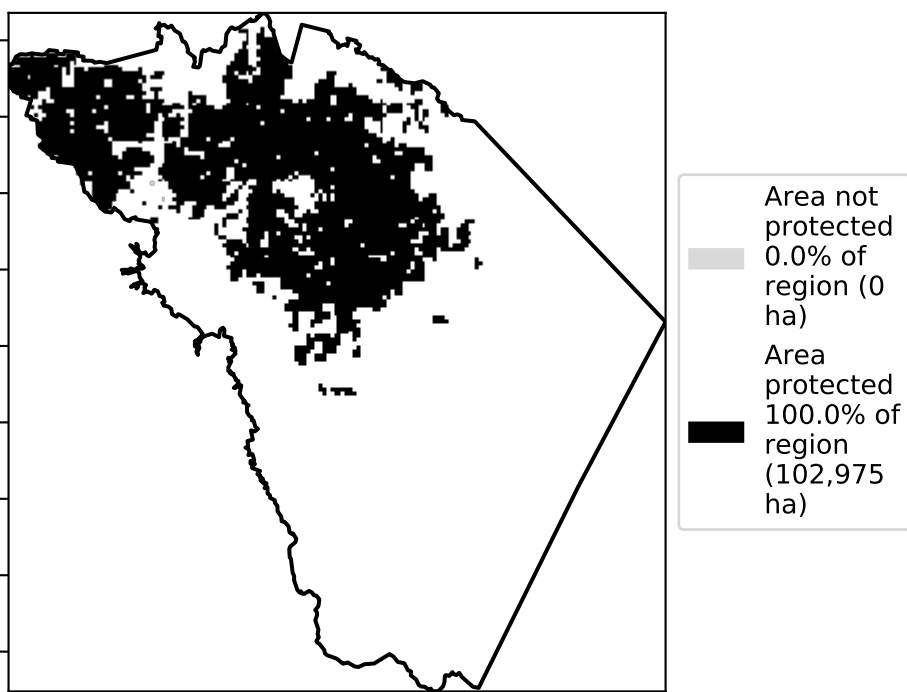 Area not
protected
0.0% of
region (0
ha)
Area
protected
100.0% of
region
(102,975
ha)